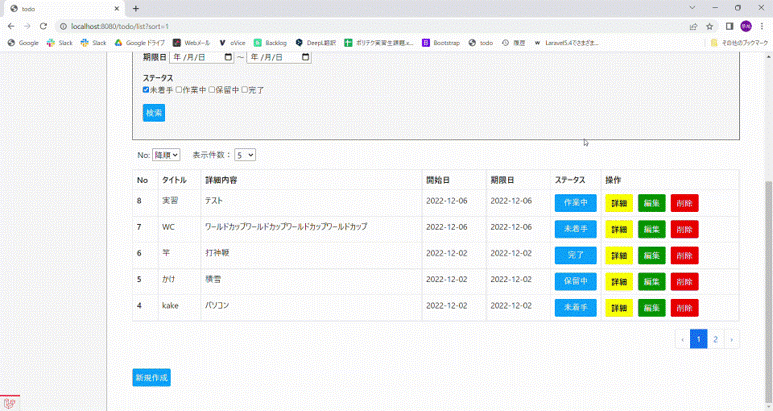 todo
localhost:8080/todo/list?sort=1
Google Slack Slack Google ドライブ Webメール oVice Backlog DeepL翻訳 ポリテク実習生課題.x... Bootstrap todo 履歴 Laravel5.4でさまざま... その他のブックマーク
期限日 年 /月/日 ～ 年 /月/日
ステータス
未着手 作業中 保留中 完了
検索
No: 降順 表示件数： 5
No タイトル 詳細内容 開始日 期限日 ステータス 操作
8 実習 テスト 2022-12-06 2022-12-06 作業中 詳細 編集 削除
7 WC ワールドカップワールドカップワールドカップワールドカップ 2022-12-06 2022-12-06 未着手 詳細 編集 削除
6 竿 打神鞭 2022-12-02 2022-12-02 完了 詳細 編集 削除
5 かけ 積雪 2022-12-02 2022-12-02 保留中 詳細 編集 削除
4 kake パソコン 2022-12-02 2022-12-02 未着手 詳細 編集 削除
‹ 1 2 ›
新規作成